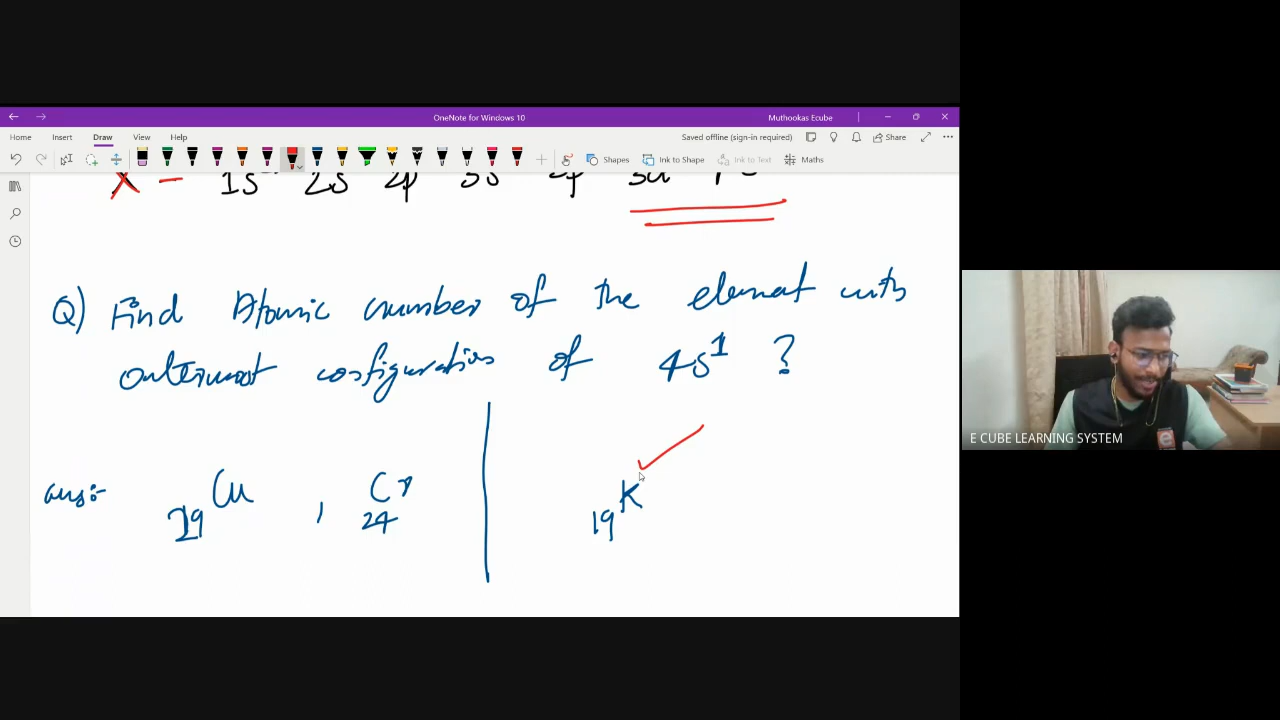 OneNote for Windows 10
Muthookas Ecube
Home Insert Draw View Help
Saved offline (sign-in required)
Share
Shapes
Ink to Shape
Ink to Text
Maths
X - 1s 2s 2p 3s
Q) Find Atomic number of the element with
outermost configuration of 4s¹ ?
ans:- 29Cu , 24Cr
19K
E CUBE LEARNING SYSTEM